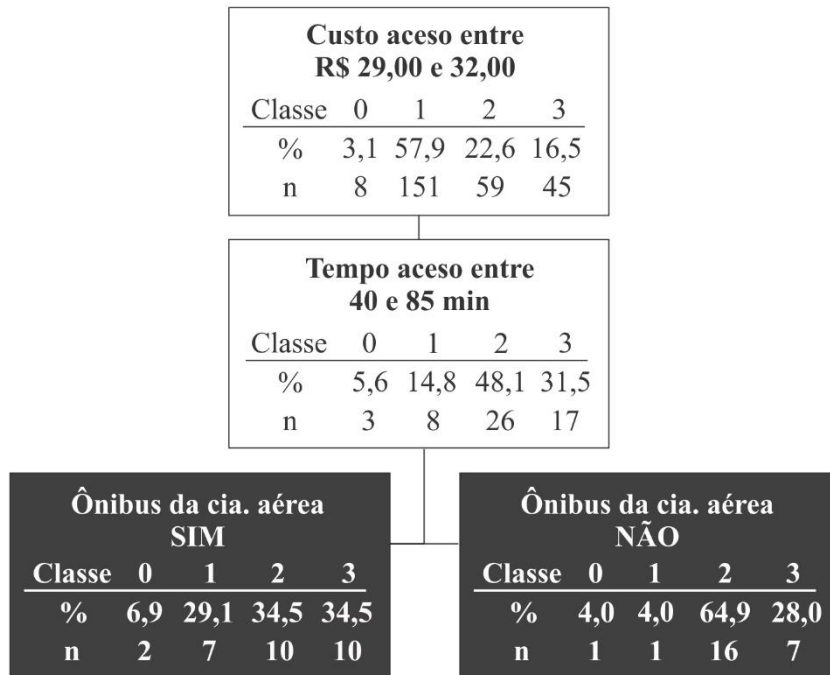 Custo aceso entre
R$ 29,00 e 32,00
Classe 0 1 2 3
% 3,1 57,9 22,6 16,5
n 8 151 59 45
Tempo aceso entre
40 e 85 min
Classe 0 1 2 3
% 5,6 14,8 48,1 31,5
n 3 8 26 17
Ônibus da cia. aérea
SIM
Classe 0 1 2 3
% 6,9 29,1 34,5 34,5
n 2 7 10 10
Ônibus da cia. aérea
NÃO
Classe 0 1 2 3
% 4,0 4,0 64,9 28,0
n 1 1 16 7